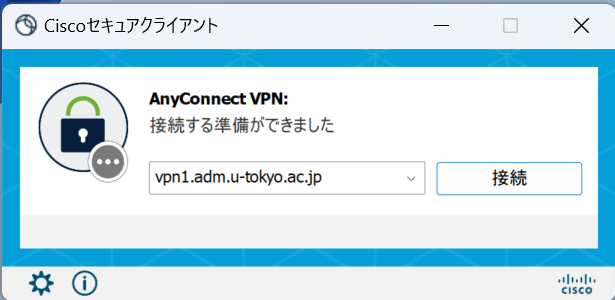 Ciscoセキュアクライアント
AnyConnect VPN:
接続する準備ができました
vpn1.adm.u-tokyo.ac.jp
接続
CISCO